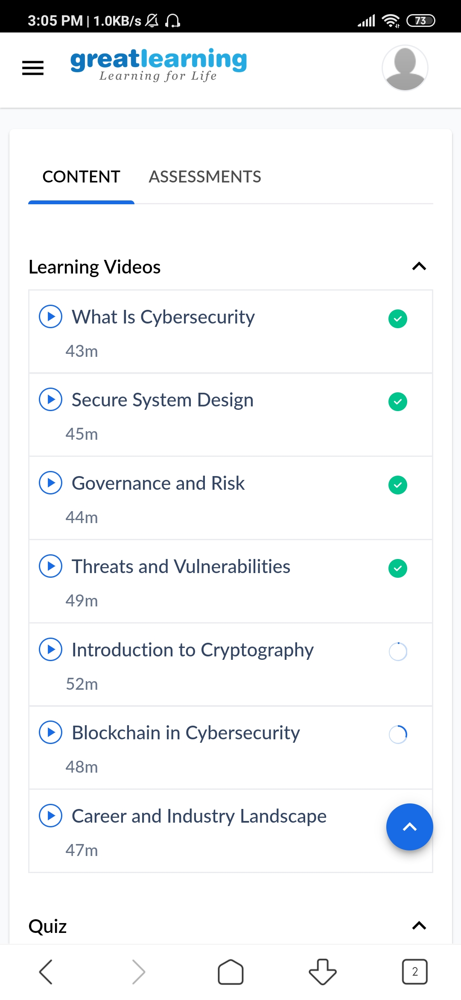 3:05 PM | 1.0KB/s
73
greatlearning
Learning for Life
CONTENT ASSESSMENTS
Learning Videos
What Is Cybersecurity
43m
Secure System Design
45m
Governance and Risk
44m
Threats and Vulnerabilities
49m
Introduction to Cryptography
52m
Blockchain in Cybersecurity
48m
Career and Industry Landscape
47m
Quiz
2